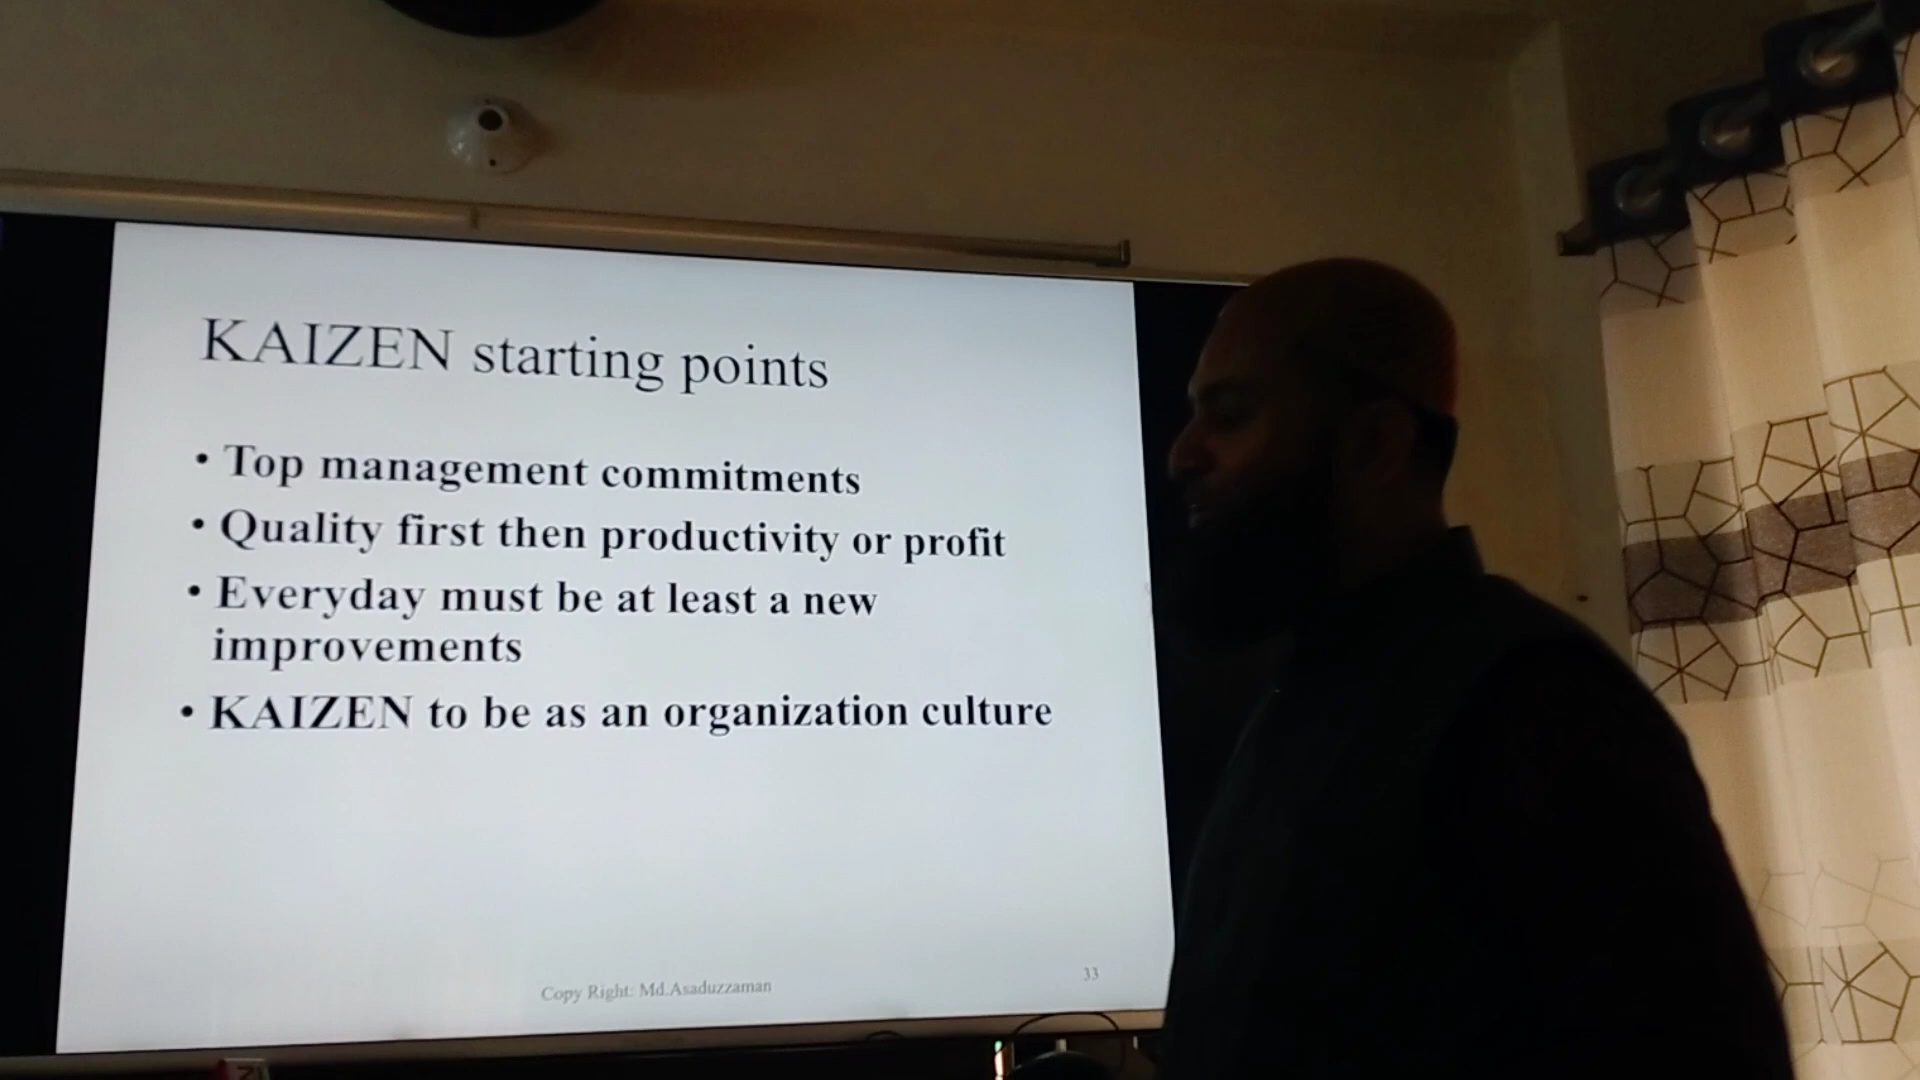 KAIZEN starting points
• Top management commitments
• Quality first then productivity or profit
• Everyday must be at least a new
improvements
• KAIZEN to be as an organization culture
Copy Right: Md.Asaduzzaman
33